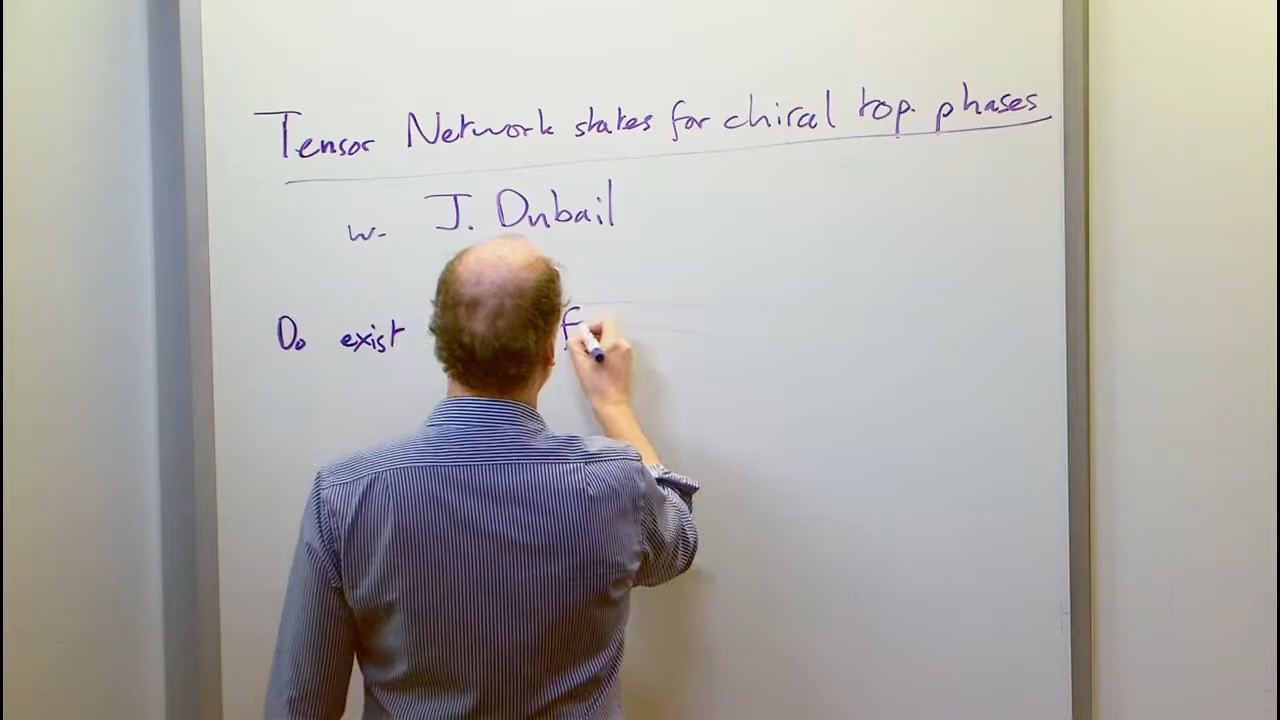 Tensor Network states for chiral top. phases
w- J. Dubail
Do exist f